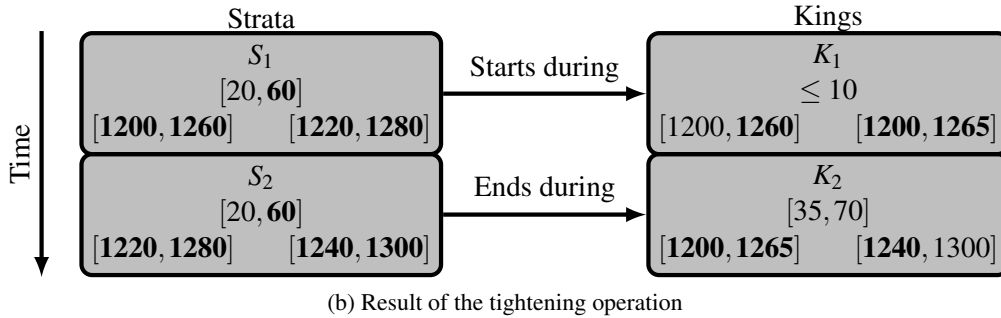 Strata Kings
Time
S₁
[20, 60]
[1200, 1260] [1220, 1280]
Starts during
K₁
≤ 10
[1200, 1260] [1200, 1265]
S₂
[20, 60]
[1220, 1280] [1240, 1300]
Ends during
K₂
[35, 70]
[1200, 1265] [1240, 1300]
(b) Result of the tightening operation